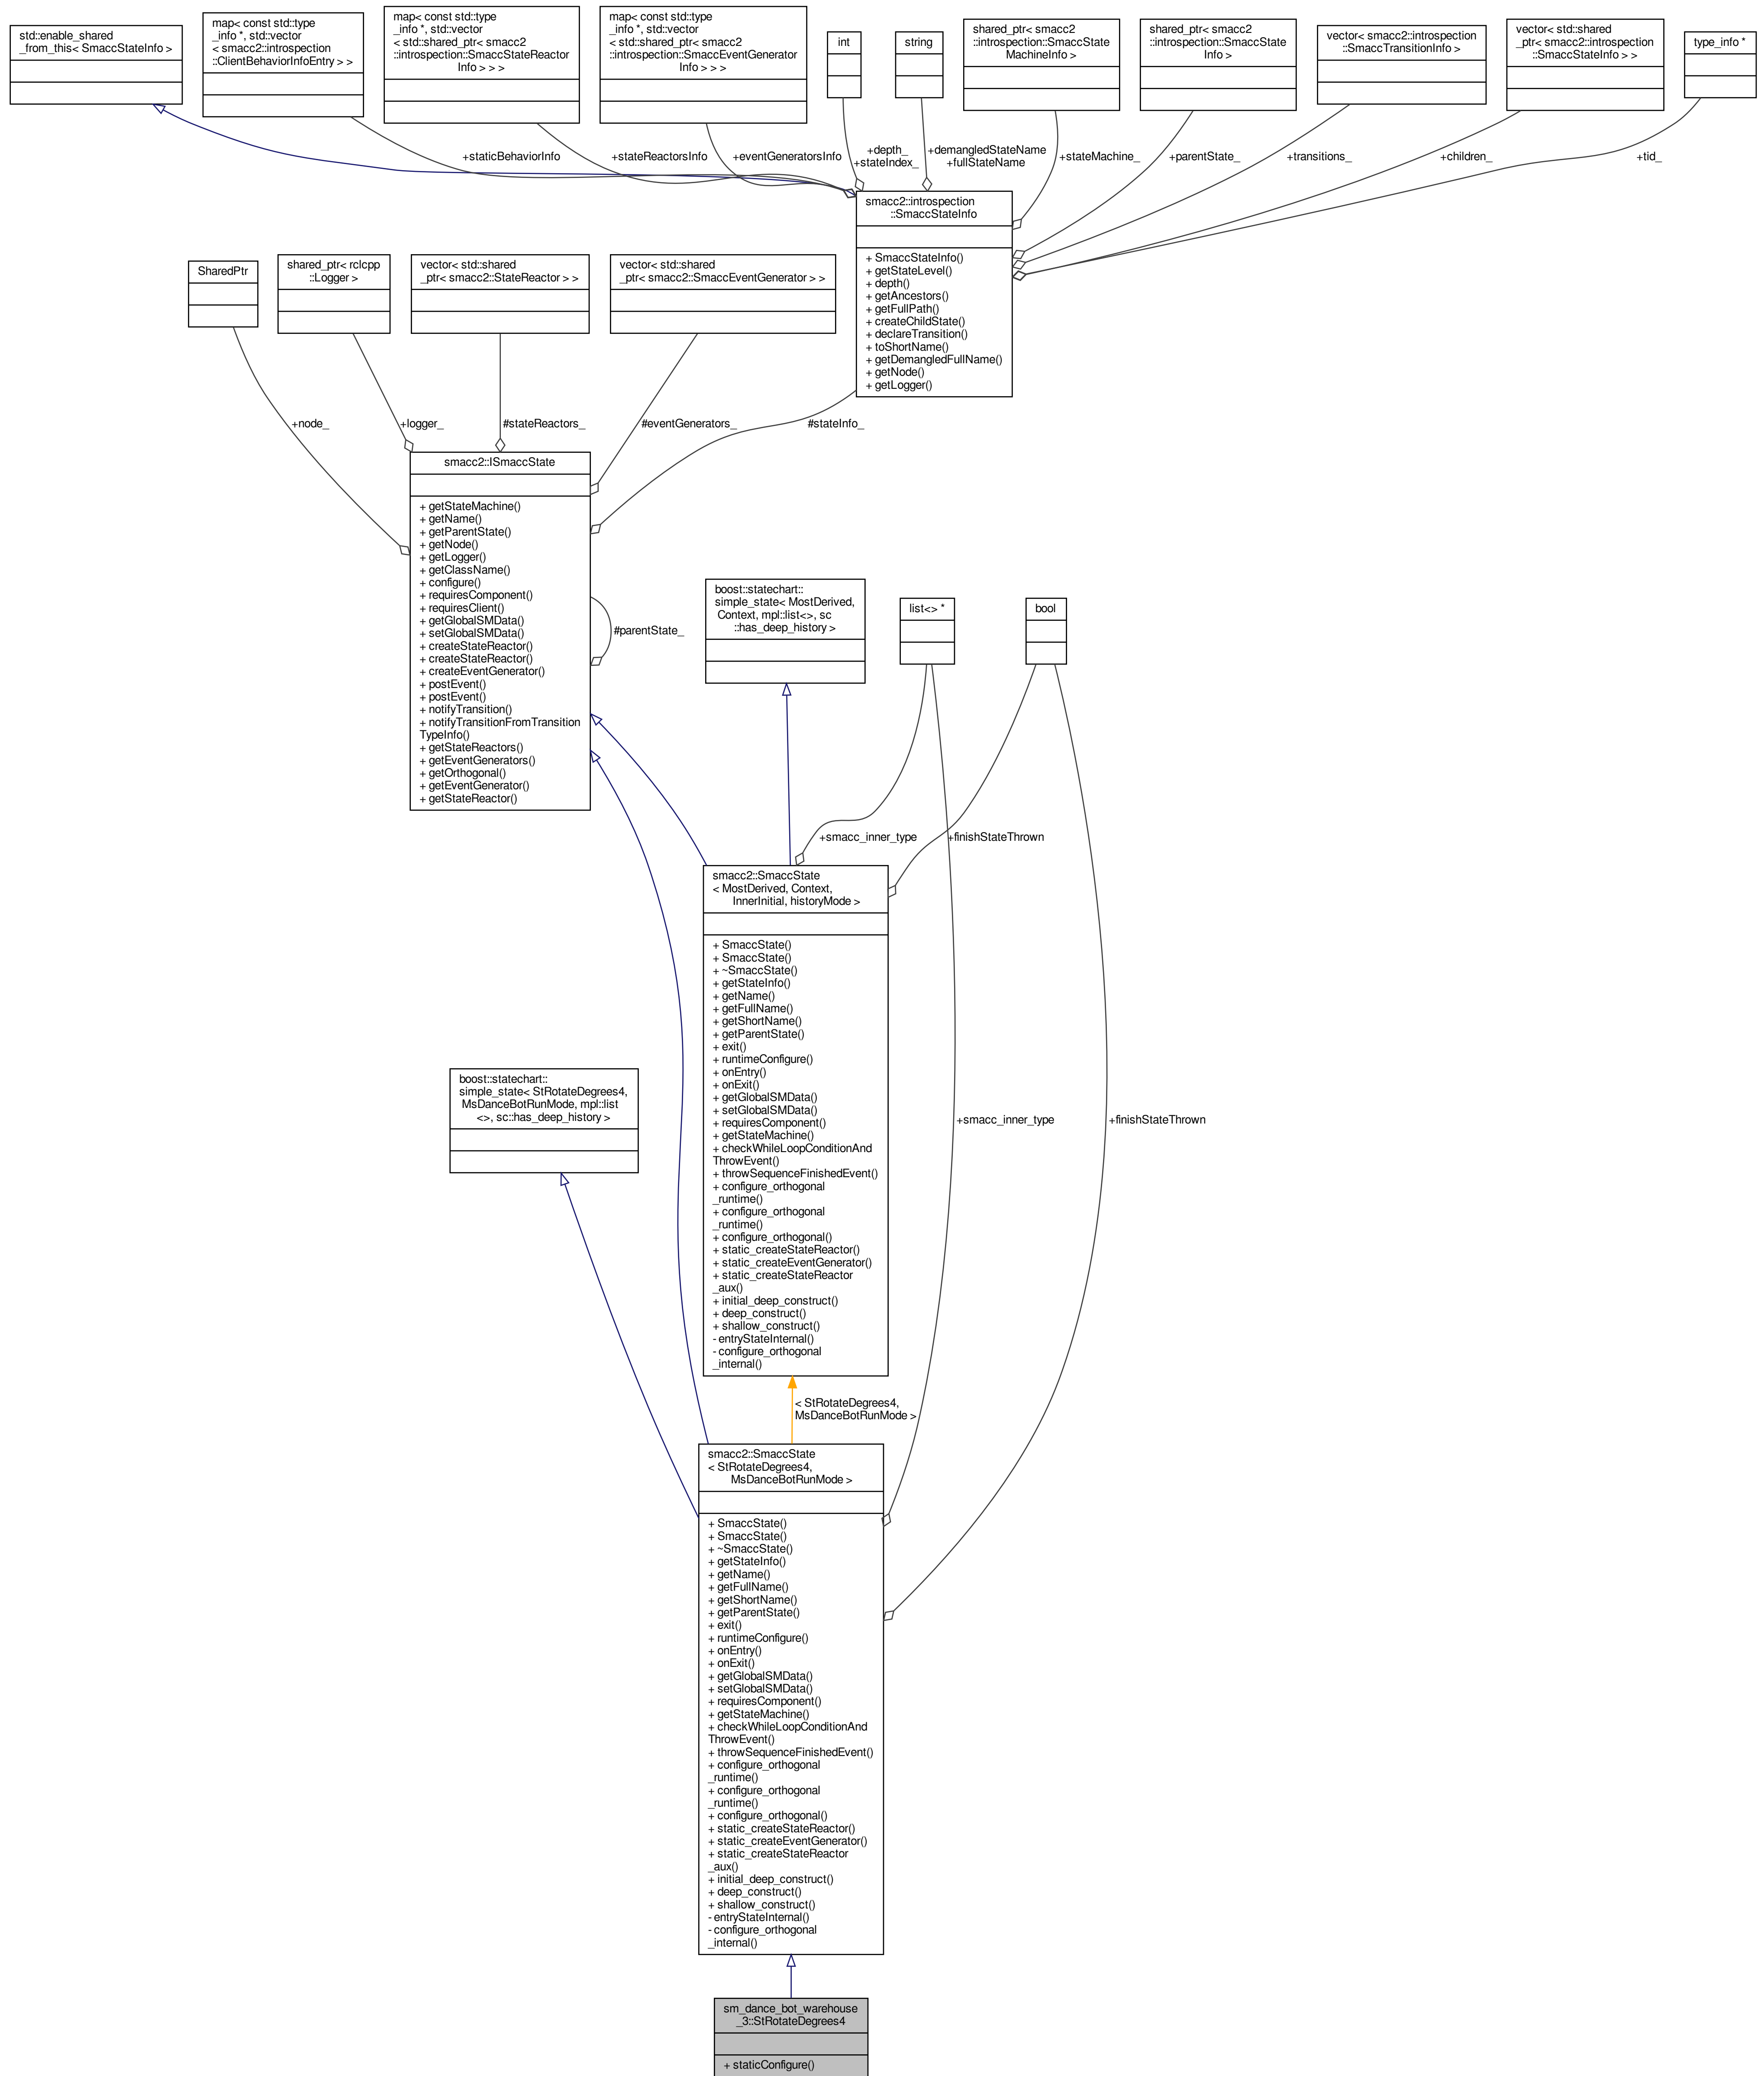 std::enable_shared
_from_this< SmaccStateInfo >
map< const std::type
_info *, std::vector
< smacc2::introspection
::ClientBehaviorInfoEntry > >
map< const std::type
_info *, std::vector
< std::shared_ptr< smacc2
::introspection::SmaccStateReactor
Info > > >
map< const std::type
_info *, std::vector
< std::shared_ptr< smacc2
::introspection::SmaccEventGenerator
Info > > >
int
string
shared_ptr< smacc2
::introspection::SmaccState
MachineInfo >
shared_ptr< smacc2
::introspection::SmaccState
Info >
vector< smacc2::introspection
::SmaccTransitionInfo >
vector< std::shared
_ptr< smacc2::introspection
::SmaccStateInfo > >
type_info *
+staticBehaviorInfo
+stateReactorsInfo
+eventGeneratorsInfo
+depth_
+stateIndex_
+demangledStateName
+fullStateName
+stateMachine_
+parentState_
+transitions_
+children_
+tid_
smacc2::introspection
::SmaccStateInfo
+ SmaccStateInfo()
+ getStateLevel()
+ depth()
+ getAncestors()
+ getFullPath()
+ createChildState()
+ declareTransition()
+ toShortName()
+ getDemangledFullName()
+ getNode()
+ getLogger()
SharedPtr
shared_ptr< rclcpp
::Logger >
vector< std::shared
_ptr< smacc2::StateReactor > >
vector< std::shared
_ptr< smacc2::SmaccEventGenerator > >
+node_
+logger_
#stateReactors_
#eventGenerators_
#stateInfo_
smacc2::ISmaccState
+ getStateMachine()
+ getName()
+ getParentState()
+ getNode()
+ getLogger()
+ getClassName()
+ configure()
+ requiresComponent()
+ requiresClient()
+ getGlobalSMData()
+ setGlobalSMData()
+ createStateReactor()
+ createStateReactor()
+ createEventGenerator()
+ postEvent()
+ postEvent()
+ notifyTransition()
+ notifyTransitionFromTransition
TypeInfo()
+ getStateReactors()
+ getEventGenerators()
+ getOrthogonal()
+ getEventGenerator()
+ getStateReactor()
#parentState_
boost::statechart::
simple_state< MostDerived,
Context, mpl::list<>, sc
::has_deep_history >
list<> *
bool
+smacc_inner_type
+finishStateThrown
smacc2::SmaccState
< MostDerived, Context,
InnerInitial, historyMode >
+ SmaccState()
+ SmaccState()
+ ~SmaccState()
+ getStateInfo()
+ getName()
+ getFullName()
+ getShortName()
+ getParentState()
+ exit()
+ runtimeConfigure()
+ onEntry()
+ onExit()
+ getGlobalSMData()
+ setGlobalSMData()
+ requiresComponent()
+ getStateMachine()
+ checkWhileLoopConditionAnd
ThrowEvent()
+ throwSequenceFinishedEvent()
+ configure_orthogonal
_runtime()
+ configure_orthogonal
_runtime()
+ configure_orthogonal()
+ static_createStateReactor()
+ static_createEventGenerator()
+ static_createStateReactor
_aux()
+ initial_deep_construct()
+ deep_construct()
+ shallow_construct()
- entryStateInternal()
- configure_orthogonal
_internal()
boost::statechart::
simple_state< StRotateDegrees4,
MsDanceBotRunMode, mpl::list
<>, sc::has_deep_history >
+smacc_inner_type
+finishStateThrown
< StRotateDegrees4,
MsDanceBotRunMode >
smacc2::SmaccState
< StRotateDegrees4,
MsDanceBotRunMode >
+ SmaccState()
+ SmaccState()
+ ~SmaccState()
+ getStateInfo()
+ getName()
+ getFullName()
+ getShortName()
+ getParentState()
+ exit()
+ runtimeConfigure()
+ onEntry()
+ onExit()
+ getGlobalSMData()
+ setGlobalSMData()
+ requiresComponent()
+ getStateMachine()
+ checkWhileLoopConditionAnd
ThrowEvent()
+ throwSequenceFinishedEvent()
+ configure_orthogonal
_runtime()
+ configure_orthogonal
_runtime()
+ configure_orthogonal()
+ static_createStateReactor()
+ static_createEventGenerator()
+ static_createStateReactor
_aux()
+ initial_deep_construct()
+ deep_construct()
+ shallow_construct()
- entryStateInternal()
- configure_orthogonal
_internal()
sm_dance_bot_warehouse
_3::StRotateDegrees4
+ staticConfigure()